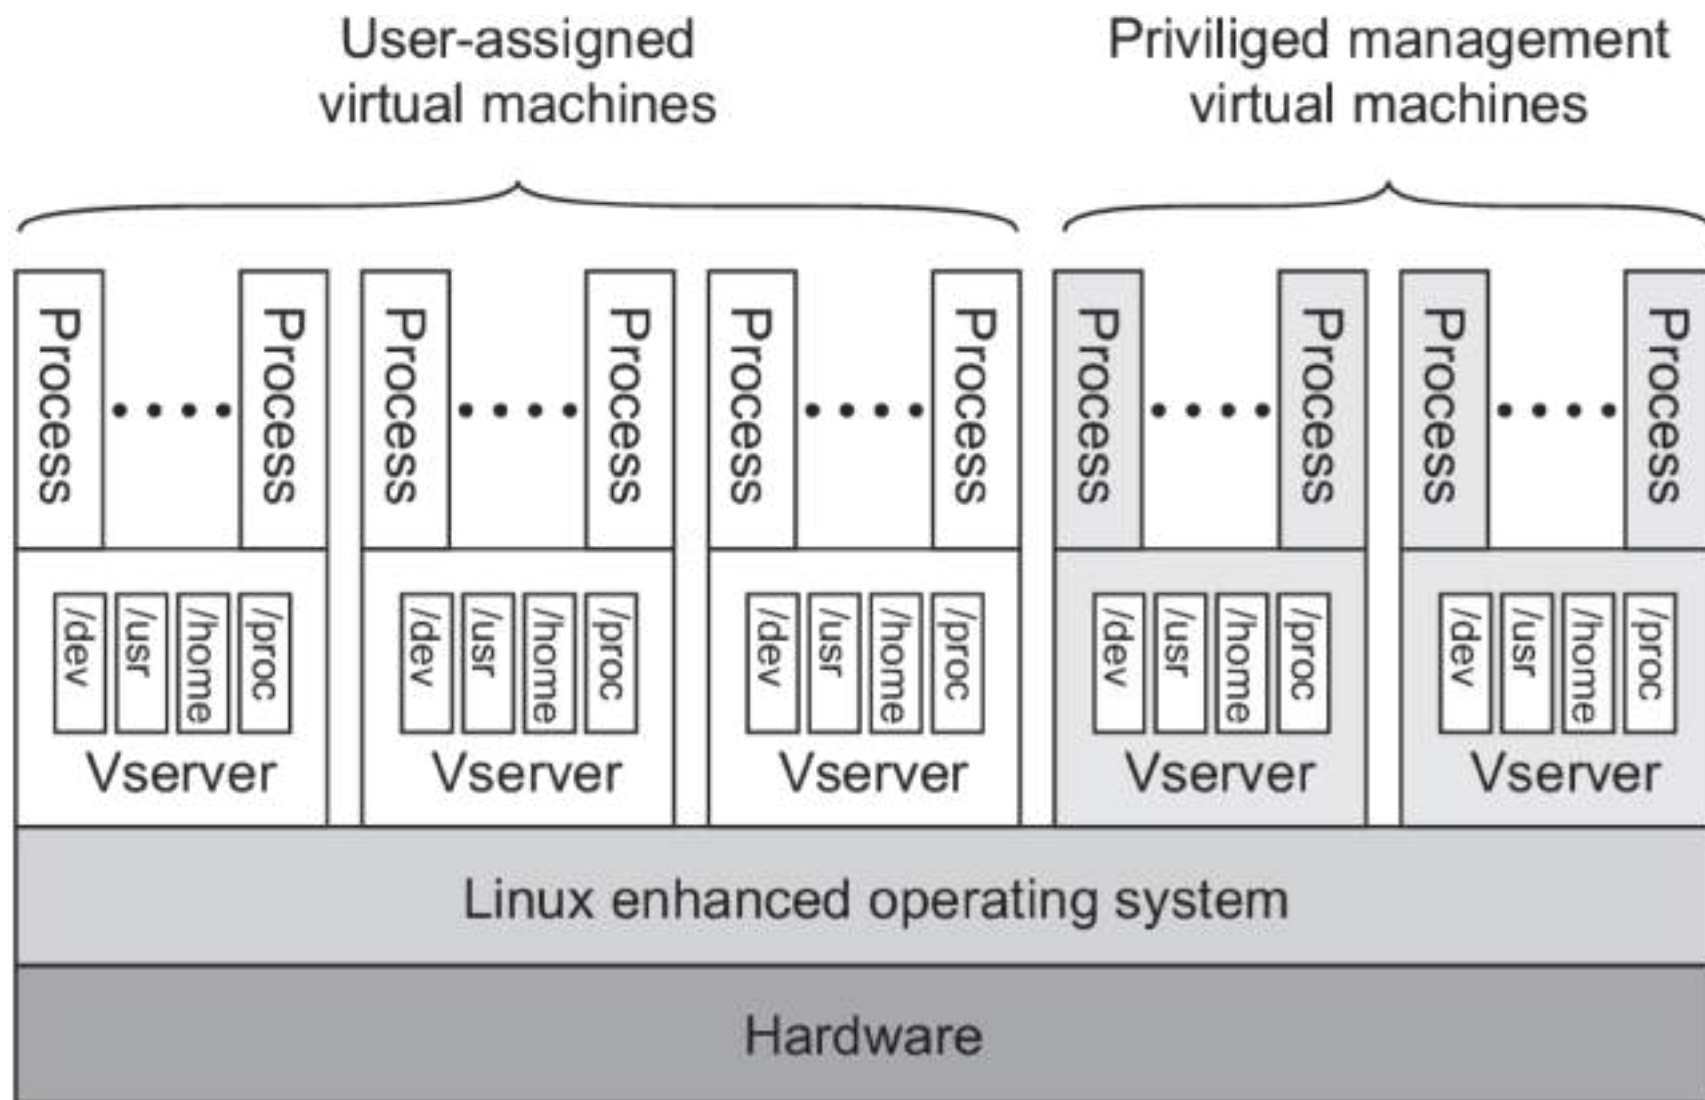 User-assigned
virtual machines
Priviliged management
virtual machines
Process Process Process Process Process Process Process Process Process Process
/dev /usr /home /proc /dev /usr /home /proc /dev /usr /home /proc /dev /usr /home /proc /dev /usr /home /proc
Vserver Vserver Vserver Vserver Vserver
Linux enhanced operating system
Hardware